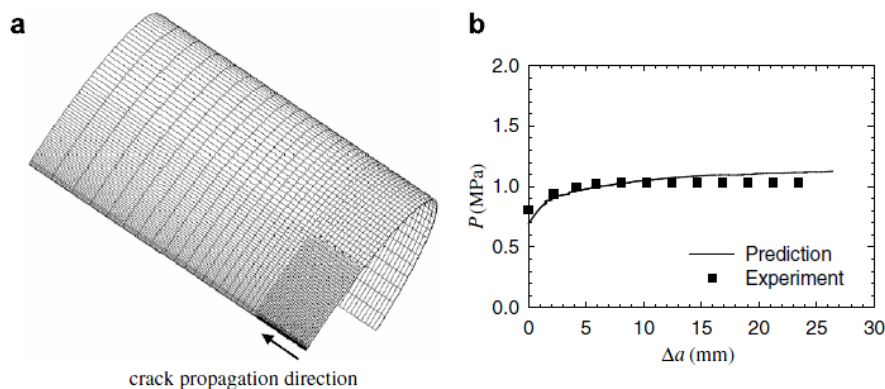 a
crack propagation direction
b
P (MPa)
2.0
1.5
1.0
0.5
0.0
Prediction
Experiment
0 5 10 15 20 25 30
Δa (mm)